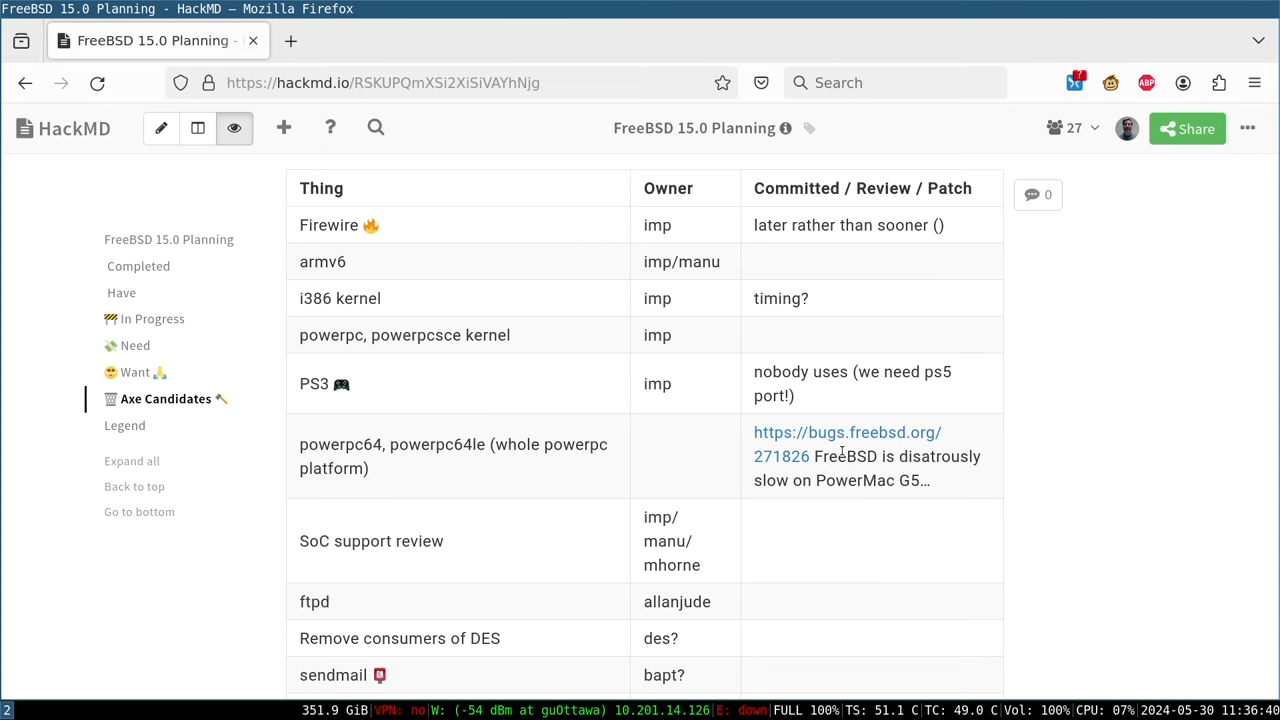 FreeBSD 15.0 Planning - HackMD — Mozilla Firefox
FreeBSD 15.0 Planning -
https://hackmd.io/RSKUPOmXSi2XiSiVAYhNjg
Search
7
ABP
HackMD
FreeBSD 15.0 Planning
27
Share
FreeBSD 15.0 Planning
Completed
Have
🚧 In Progress
💸 Need
🥺 Want 🙏
🗑️ Axe Candidates 🪓
Legend
Expand all
Back to top
Go to bottom
Thing Owner Committed / Review / Patch
Firewire 🔥 imp later rather than sooner ()
armv6 imp/manu
i386 kernel imp timing?
powerpc, powerpcsce kernel imp
PS3 🎮 imp nobody uses (we need ps5
port!)
powerpc64, powerpc64le (whole powerpc
platform)
https://bugs.freebsd.org/
271826 FreeBSD is disatrously
slow on PowerMac G5…
SoC support review imp/
manu/
mhorne
ftpd allanjude
Remove consumers of DES des?
sendmail 📮 bapt?
0
2
351.9 GiB|VPN: no|W: (-54 dBm at guOttawa) 10.201.14.126|E: down|FULL 100%|TS: 51.1 C|TC: 49.0 C|Vol: 100%|CPU: 07%|2024-05-30 11:36:40